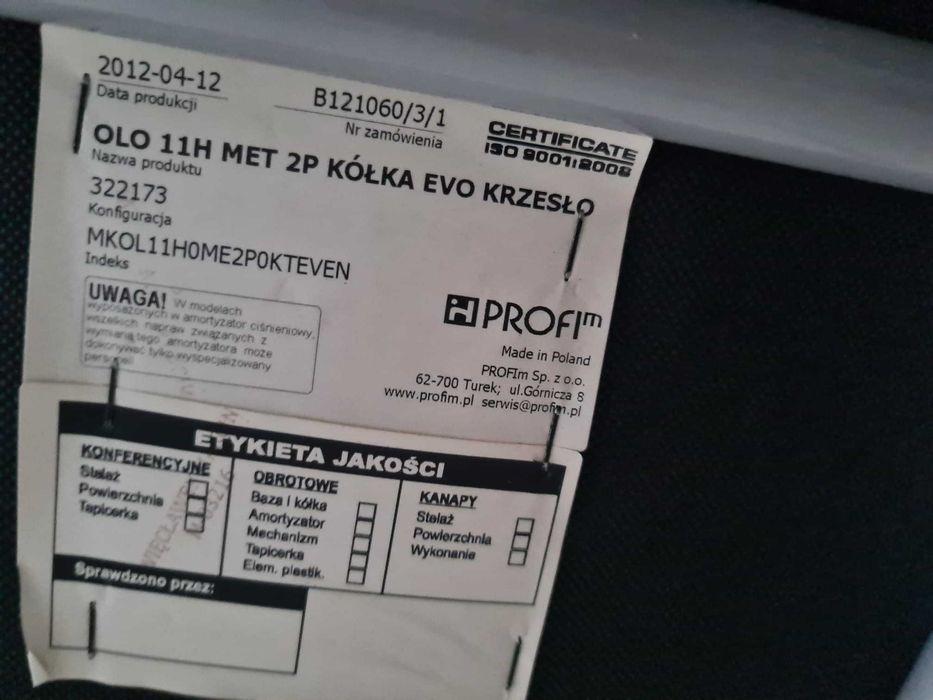 2012-04-12
Data produkcji
B121060/3/1
Nr zamówienia
CERTIFICATE
ISO 9001:2008
OLO 11H MET 2P KÓŁKA EVO KRZESŁO
Nazwa produktu
322173
Konfiguracja
MKOL11H0ME2P0KTEVEN
Indeks
UWAGA! W modelach
wyposażonych w amortyzator ciśnieniowy,
wszelkich napraw związanych z
wymianą tego amortyzatora może
dokonywać tylko wyspecjalizowany
personel
PROFIm
Made in Poland
PROFIm Sp. z o.o.
62-700 Turek; ul.Górnicza 8
www.profim.pl serwis@profim.pl
ETYKIETA JAKOŚCI
KONFERENCYJNE
Stelaż
Powierzchnia
Tapicerka
OBROTOWE
Baza i kółka
Amortyzator
Mechanizm
Tapicerka
Elem. plastik.
KANAPY
Stelaż
Powierzchnia
Wykonanie
Sprawdzono przez: